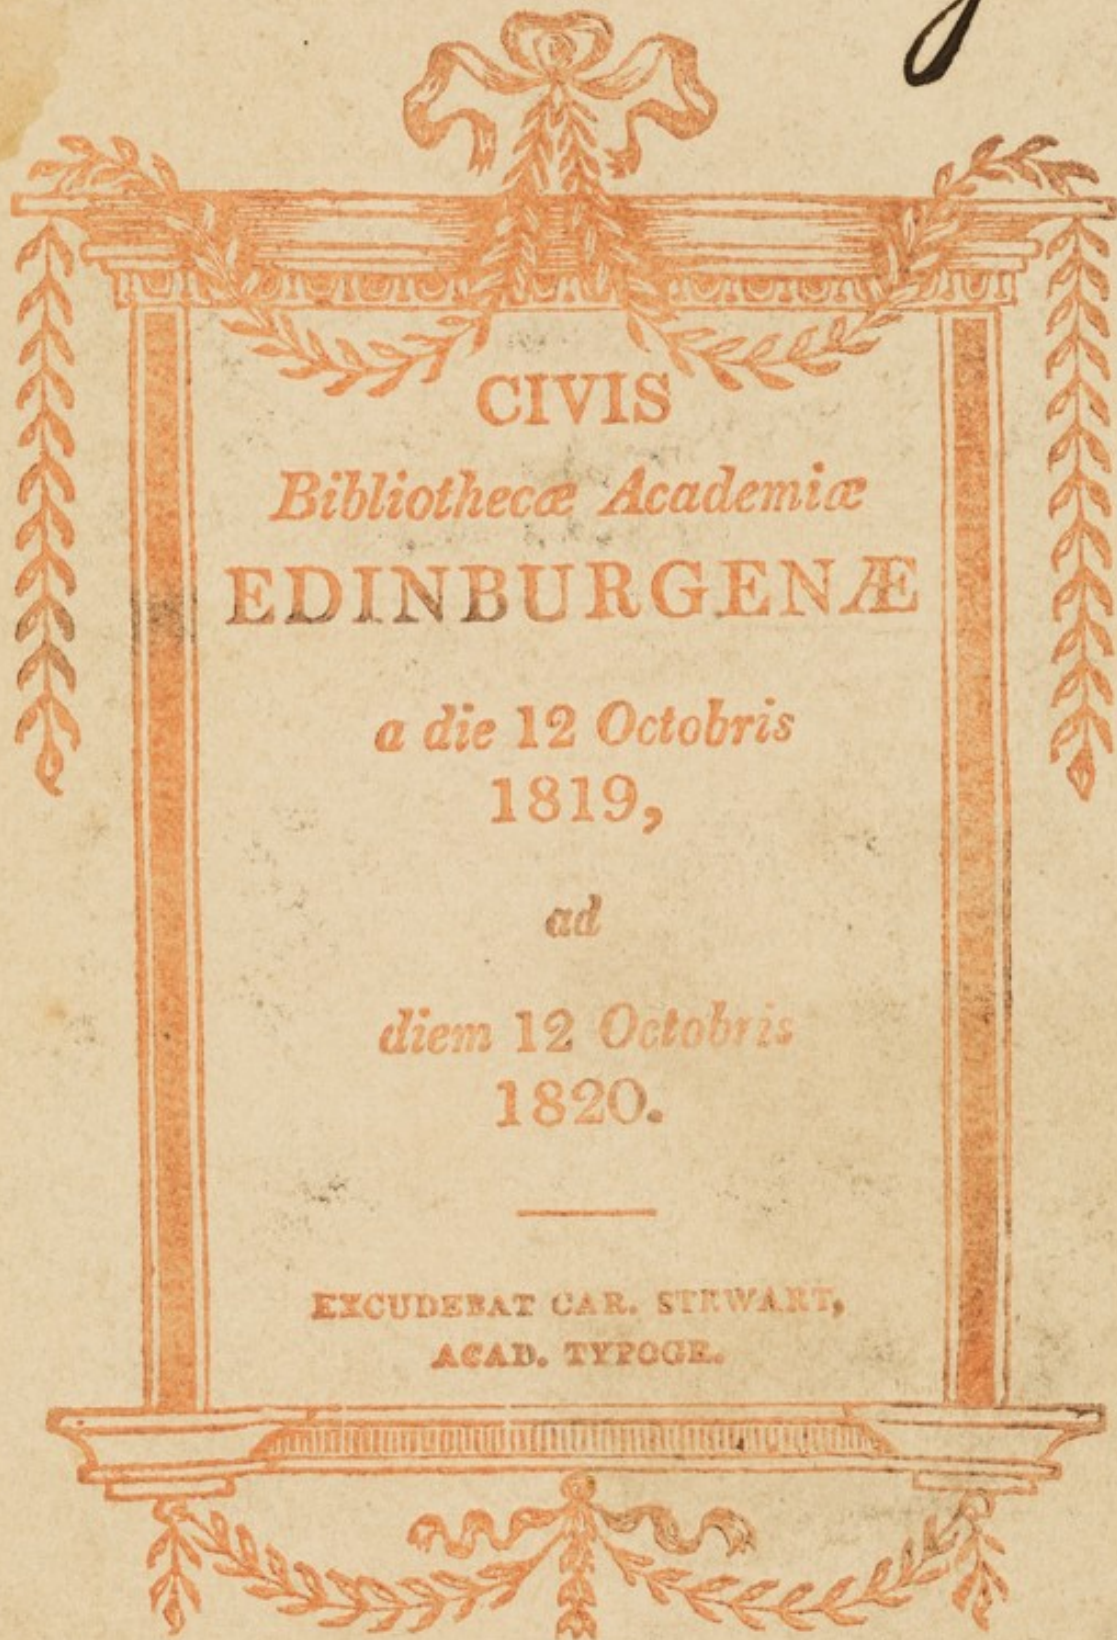 CIVIS
Bibliothecæ Academiæ
EDINBURGENÆ
a die 12 Octobris
1819,
ad
diem 12 Octobris
1820.
EXCUDEBAT CAR. STEWART,
ACAD. TYPOGR.